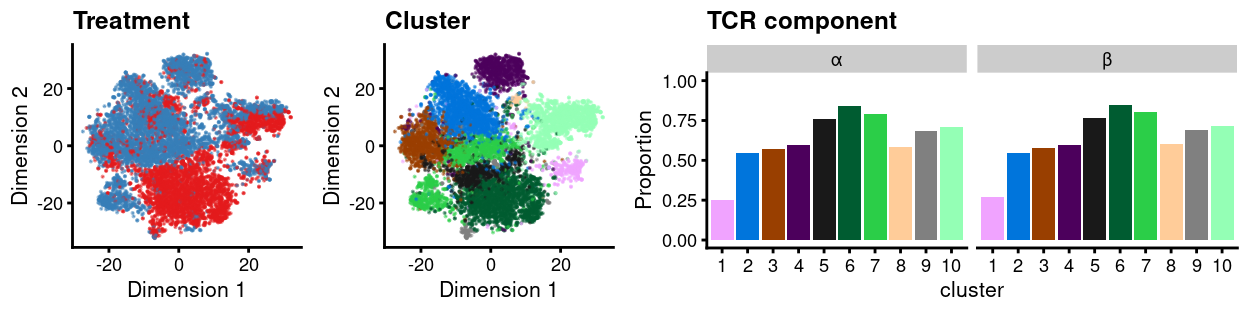 Treatment
20
0
-20
-20 0 20
Dimension 1
Dimension 2
Cluster
20
0
-20
-20 0 20
Dimension 1
Dimension 2
TCR component
α β
1.00
0.75
0.50
0.25
0.00
Proportion
1 2 3 4 5 6 7 8 9 10 1 2 3 4 5 6 7 8 9 10
cluster